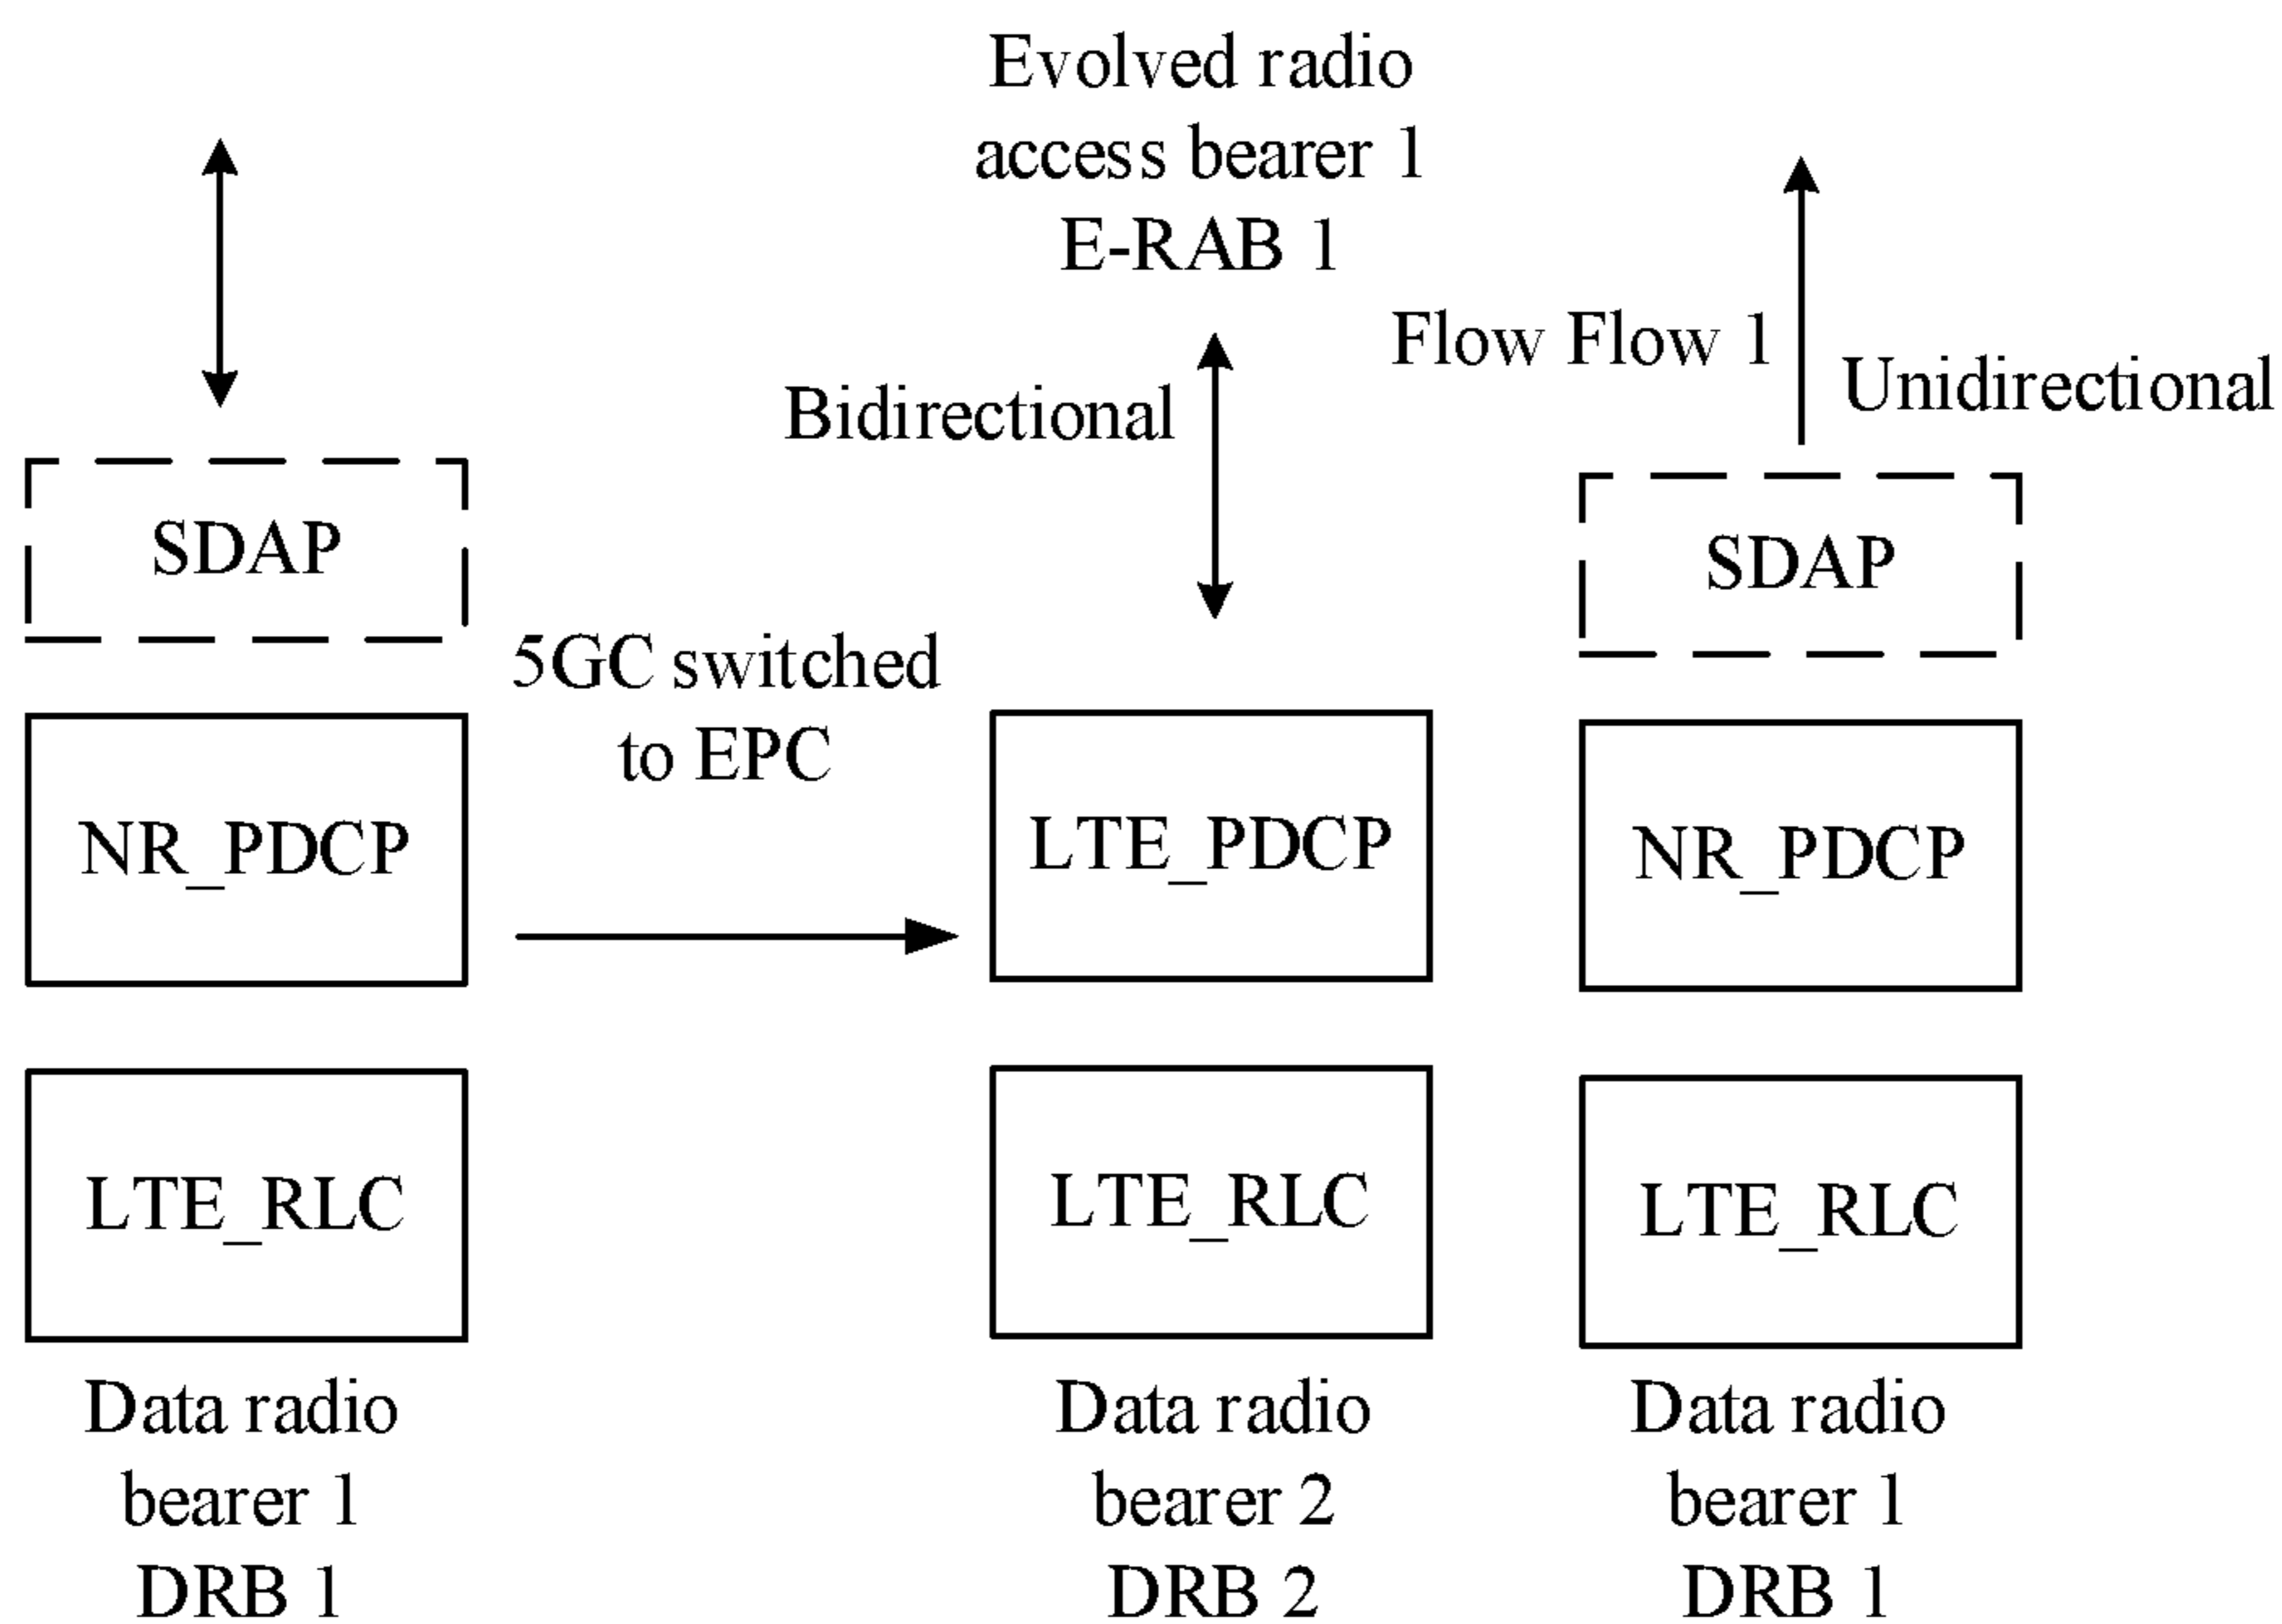 Evolved radio
access bearer 1
E-RAB 1
Flow Flow 1
Bidirectional
Unidirectional
SDAP
SDAP
5GC switched
to EPC
NR_PDCP
LTE_PDCP
NR_PDCP
LTE_RLC
LTE_RLC
LTE_RLC
Data radio
bearer 1
DRB 1
Data radio
bearer 2
DRB 2
Data radio
bearer 1
DRB 1